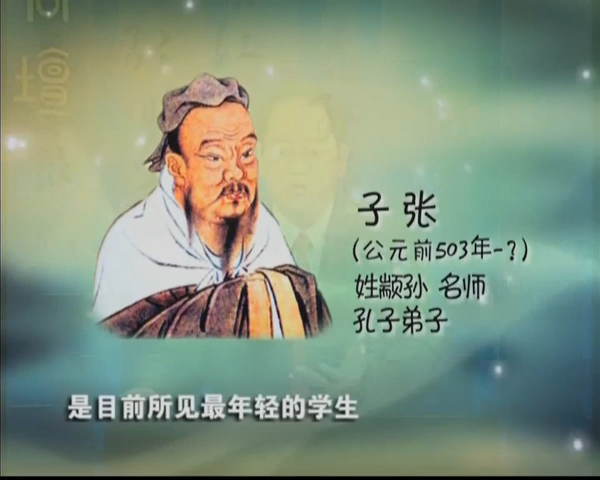 壇
子张
(公元前503年-?)
姓颛孙 名师
孔子弟子
是目前所见最年轻的学生